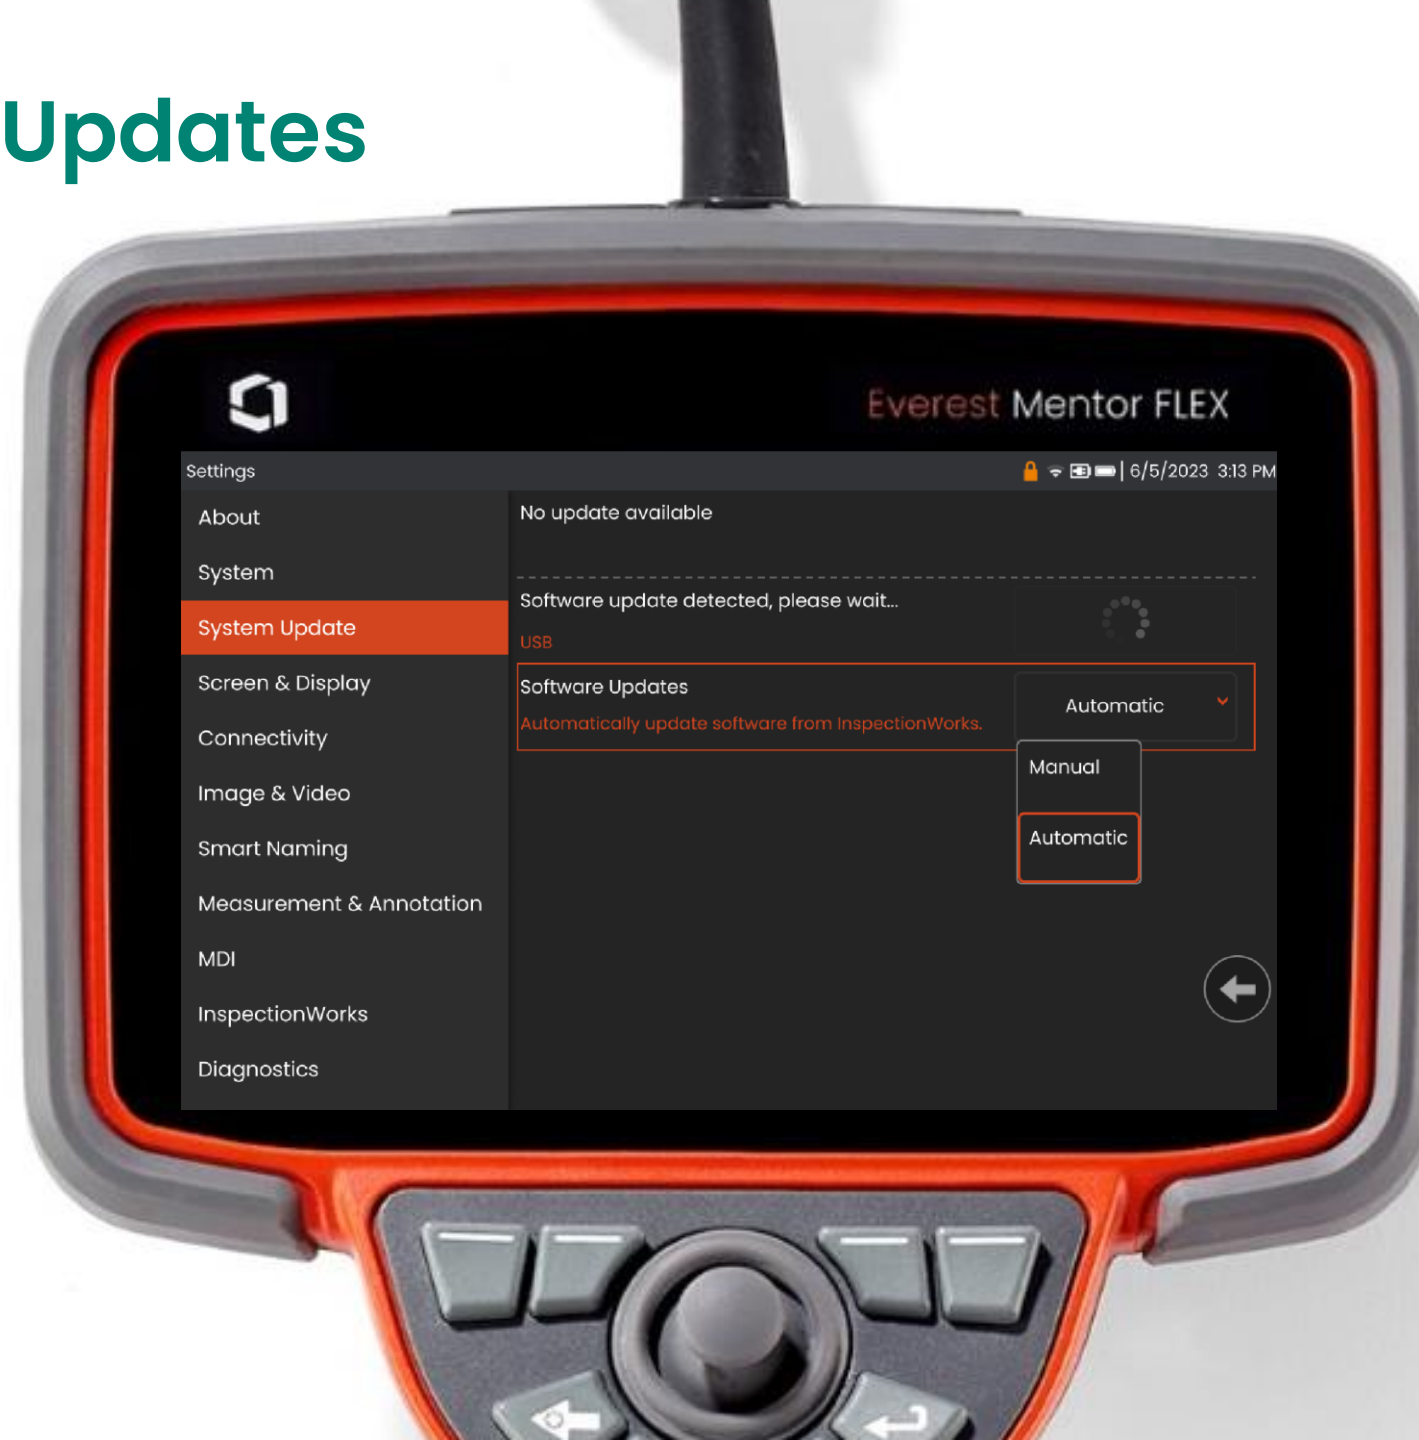 Updates
Everest Mentor FLEX
Settings
6/5/2023 3:13 PM
About
System
System Update
Screen & Display
Connectivity
Image & Video
Smart Naming
Measurement & Annotation
MDI
InspectionWorks
Diagnostics
No update available
Software update detected, please wait...
USB
Software Updates
Automatically update software from InspectionWorks.
Automatic
Manual
Automatic